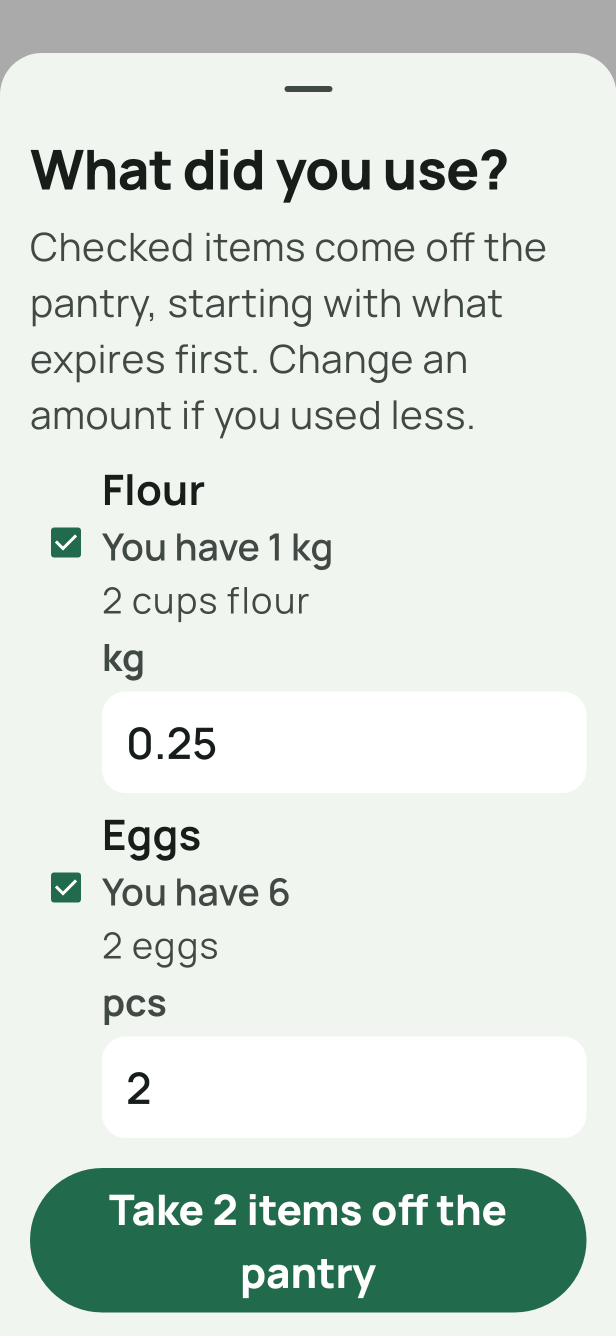 What did you use?
Checked items come off the
pantry, starting with what
expires first. Change an
amount if you used less.
Flour
You have 1 kg
2 cups flour
kg
0.25
Eggs
You have 6
2 eggs
pcs
2
Take 2 items off the
pantry